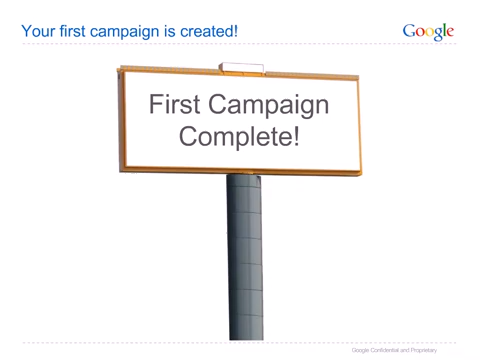 Your first campaign is created!
Google
First Campaign
Complete!
Google Confidential and Proprietary